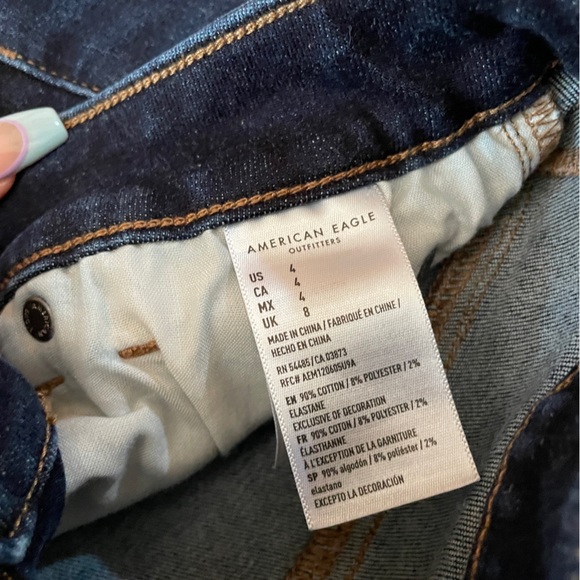 AMERICAN EAGLE
OUTFITTERS
US 4
CA 4
MX 4
UK 8
MADE IN CHINA / FABRIQUÉ EN CHINE /
HECHO EN CHINA
RN 54485 / CA 03873
RFC# AEM120605U9A
EN 90% COTTON / 8% POLYESTER / 2%
ELASTANE
EXCLUSIVE OF DECORATION
FR 90% COTON / 8% POLYESTER / 2%
ÉLASTHANNE
À L'EXCEPTION DE LA GARNITURE
SP 90% algodón / 8% poliéster / 2%
elastano
EXCEPTO LA DECORACIÓN